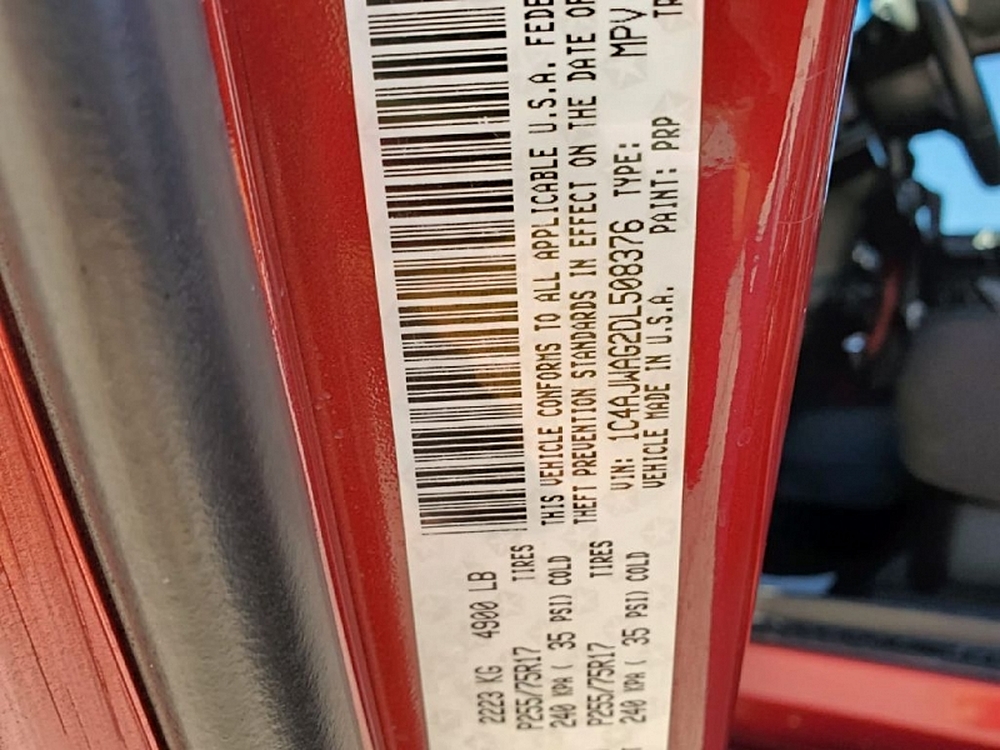 2223 KG 4900 LB
P255/75R17 TIRES
240 KPA ( 35 PSI) COLD
P255/75R17 TIRES
240 KPA ( 35 PSI) COLD
THIS VEHICLE CONFORMS TO ALL APPLICABLE U.S.A. FEDE
THEFT PREVENTION STANDARDS IN EFFECT ON THE DATE OF
VIN: 1C4AJWAG2DL508376 TYPE: MPV
VEHICLE MADE IN U.S.A. PAINT: PRP TR